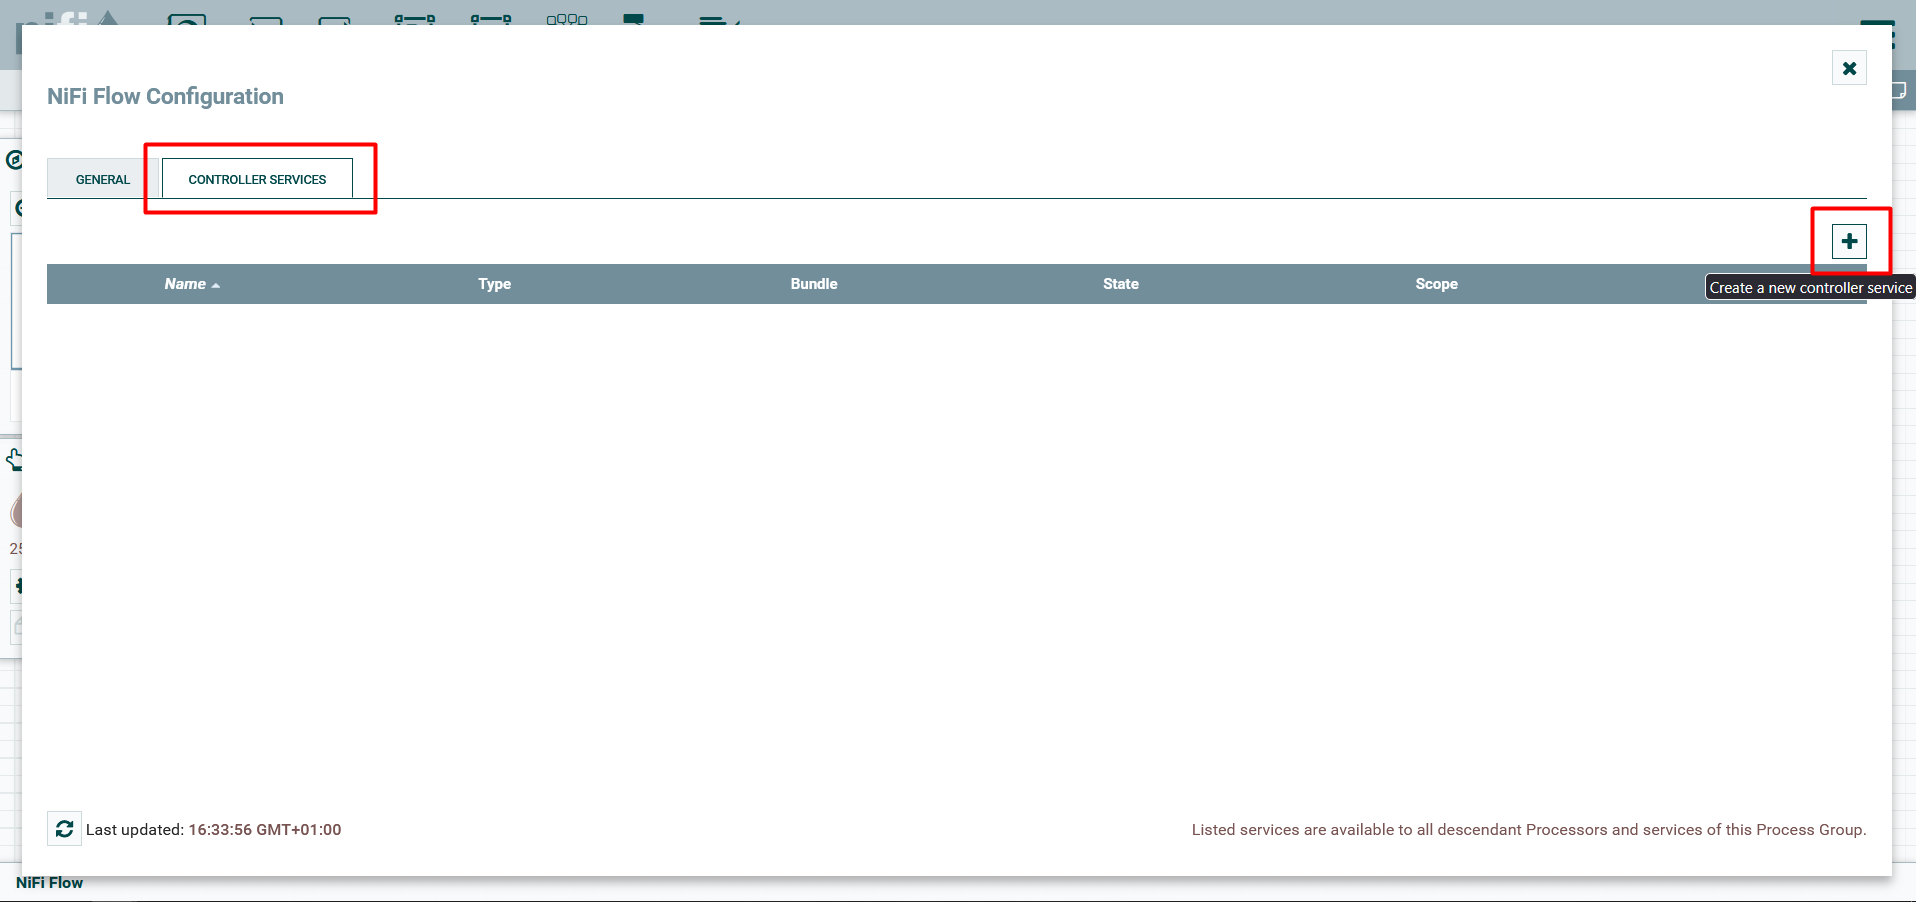 nifi
NiFi Flow Configuration
GENERAL
CONTROLLER SERVICES
Name
Type
Bundle
State
Scope
Create a new controller service
Last updated: 16:33:56 GMT+01:00
Listed services are available to all descendant Processors and services of this Process Group.
NiFi Flow